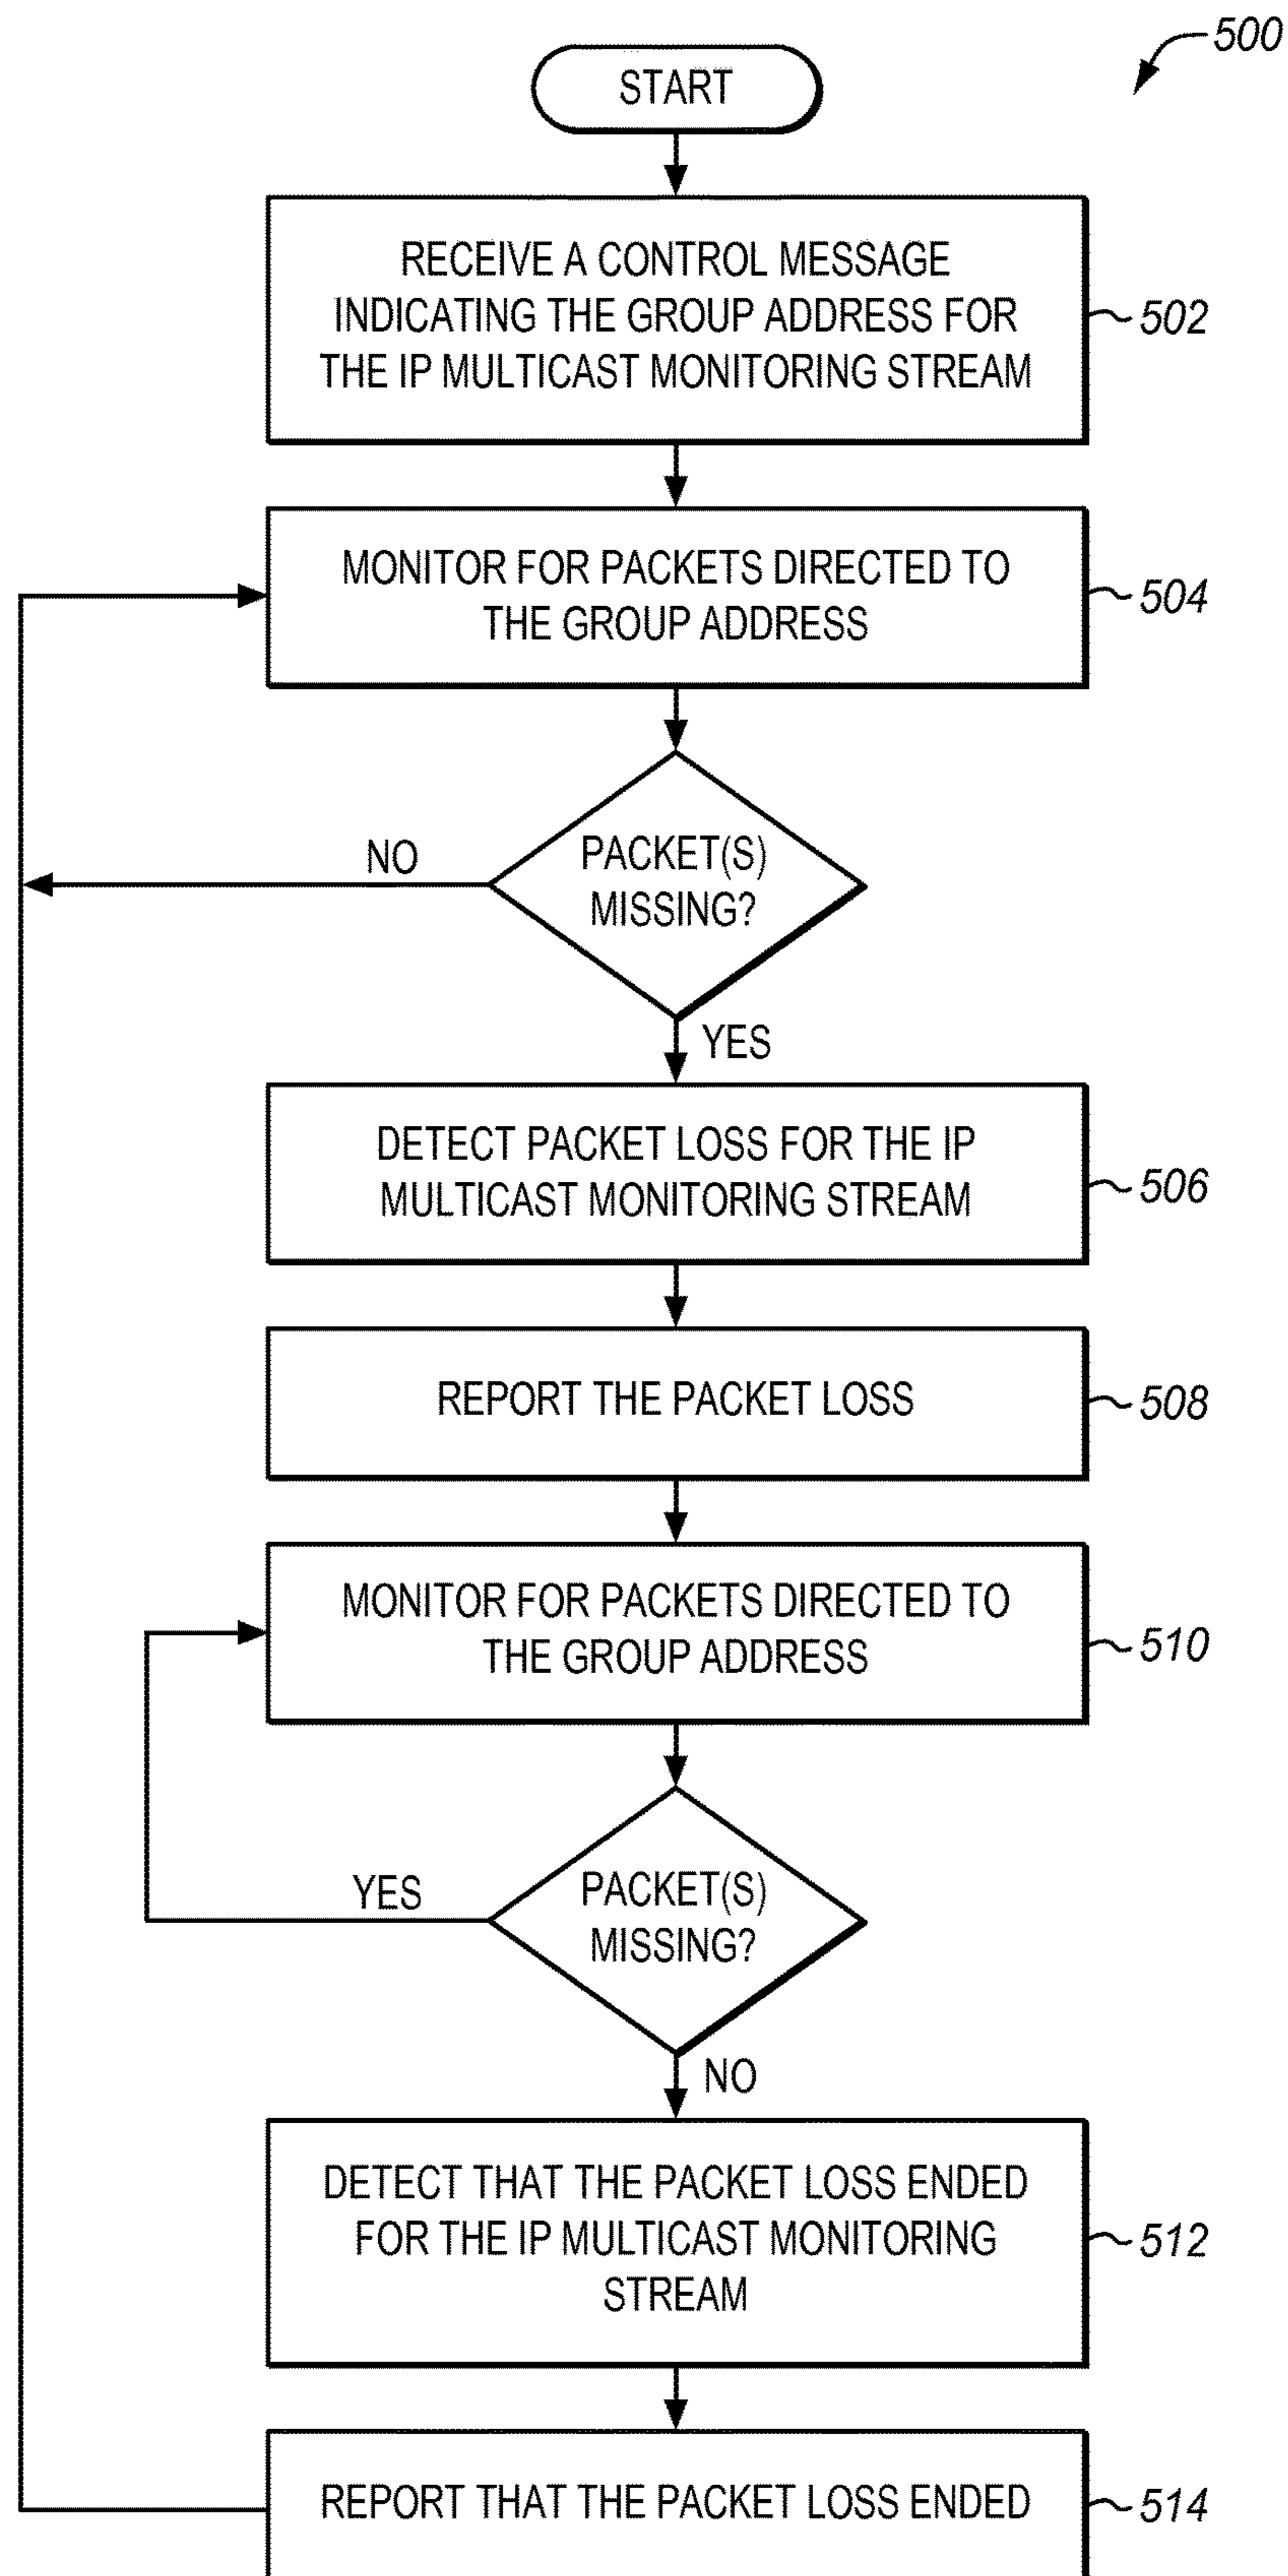 500
START
RECEIVE A CONTROL MESSAGE
INDICATING THE GROUP ADDRESS FOR
THE IP MULTICAST MONITORING STREAM
502
MONITOR FOR PACKETS DIRECTED TO
THE GROUP ADDRESS
504
NO
PACKET(S)
MISSING?
YES
DETECT PACKET LOSS FOR THE IP
MULTICAST MONITORING STREAM
506
REPORT THE PACKET LOSS
508
MONITOR FOR PACKETS DIRECTED TO
THE GROUP ADDRESS
510
YES
PACKET(S)
MISSING?
NO
DETECT THAT THE PACKET LOSS ENDED
FOR THE IP MULTICAST MONITORING
STREAM
512
REPORT THAT THE PACKET LOSS ENDED
514